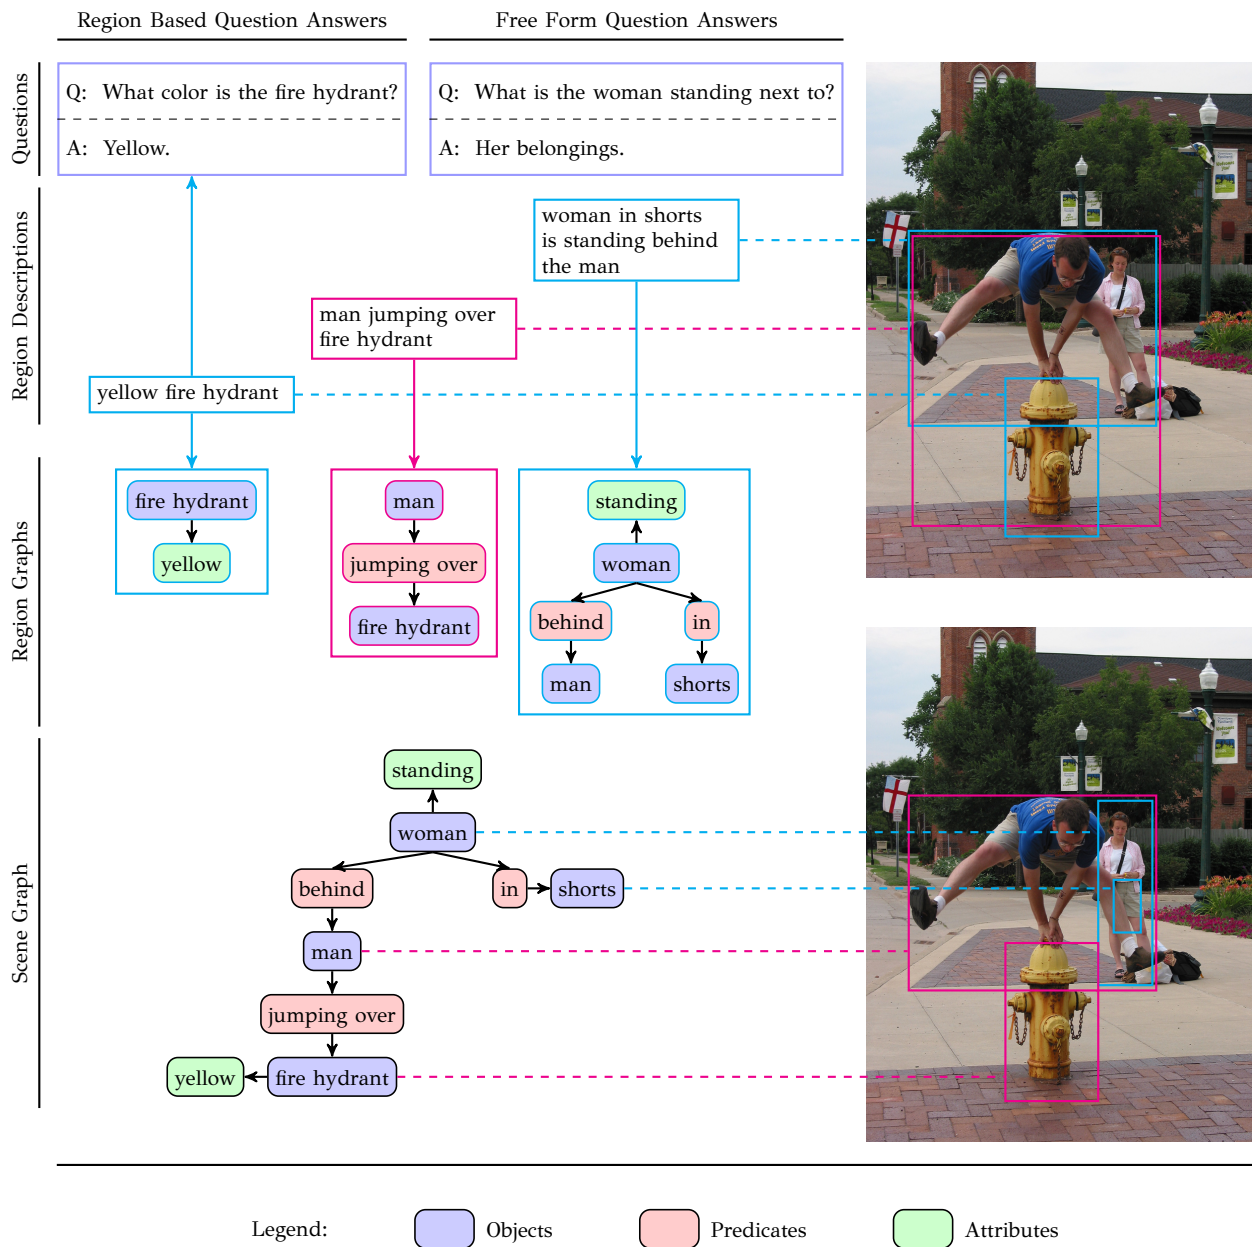 Region Based Question Answers
Free Form Question Answers
Questions
Q: What color is the fire hydrant?
A: Yellow.
Q: What is the woman standing next to?
A: Her belongings.
Region Descriptions
woman in shorts
is standing behind
the man
man jumping over
fire hydrant
yellow fire hydrant
Region Graphs
fire hydrant
yellow
man
jumping over
fire hydrant
standing
woman
behind
in
man
shorts
Scene Graph
standing
woman
behind
in
shorts
man
jumping over
yellow
fire hydrant
Legend:
Objects
Predicates
Attributes